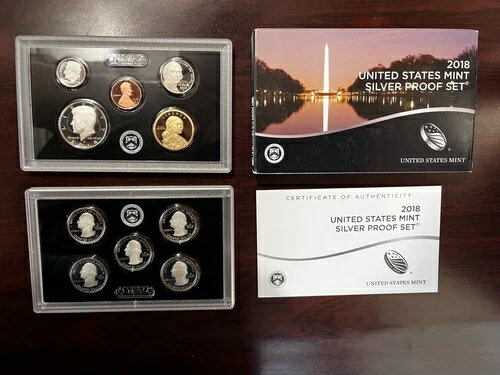 2018
UNITED STATES MINT
SILVER PROOF SET®
UNITED STATES MINT
CERTIFICATE OF AUTHENTICITY
2018
UNITED STATES MINT
SILVER PROOF SET®
UNITED STATES MINT